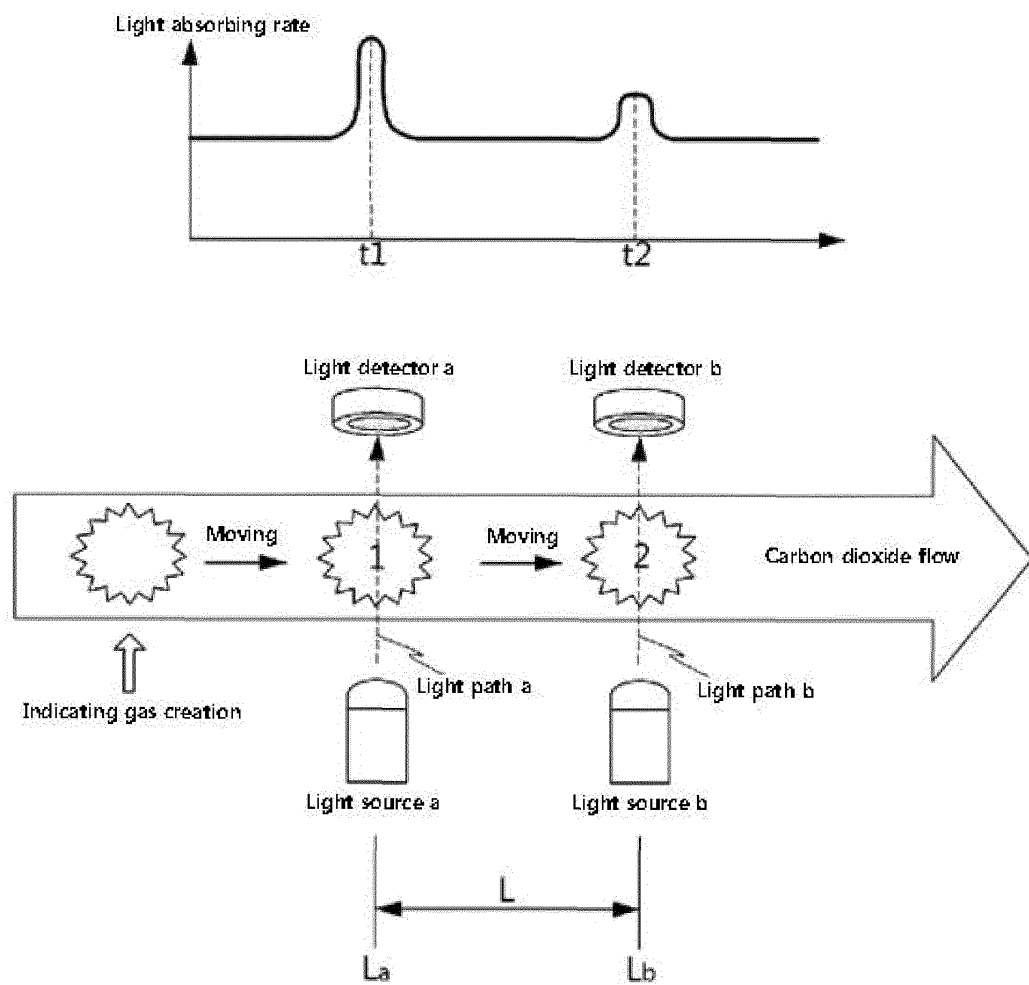 Light absorbing rate
t1
t2
Light detector a
Light detector b
Moving
1
Moving
2
Carbon dioxide flow
Light path a
Light path b
Indicating gas creation
Light source a
Light source b
L
La
Lb